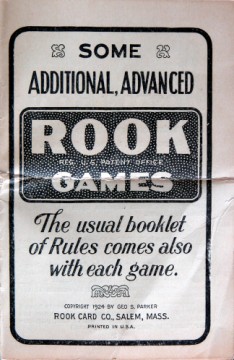 SOME
ADDITIONAL, ADVANCED
ROOK
REG. U.S. PATENT OFFICE
GAMES
The usual booklet
of Rules comes also
with each game.
COPYRIGHT 1924 BY GEO S. PARKER
ROOK CARD CO., SALEM, MASS.
PRINTED IN U.S.A.